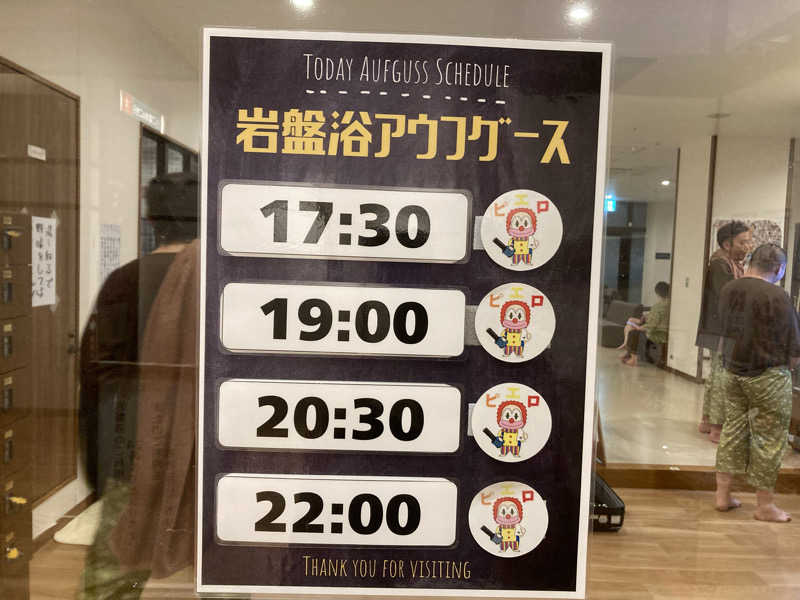 TODAY AUFGUSS SCHEDULE
岩盤浴アウフグース
17:30
ピエロ
19:00
ピエロ
20:30
ピエロ
22:00
ピエロ
THANK YOU FOR VISITING